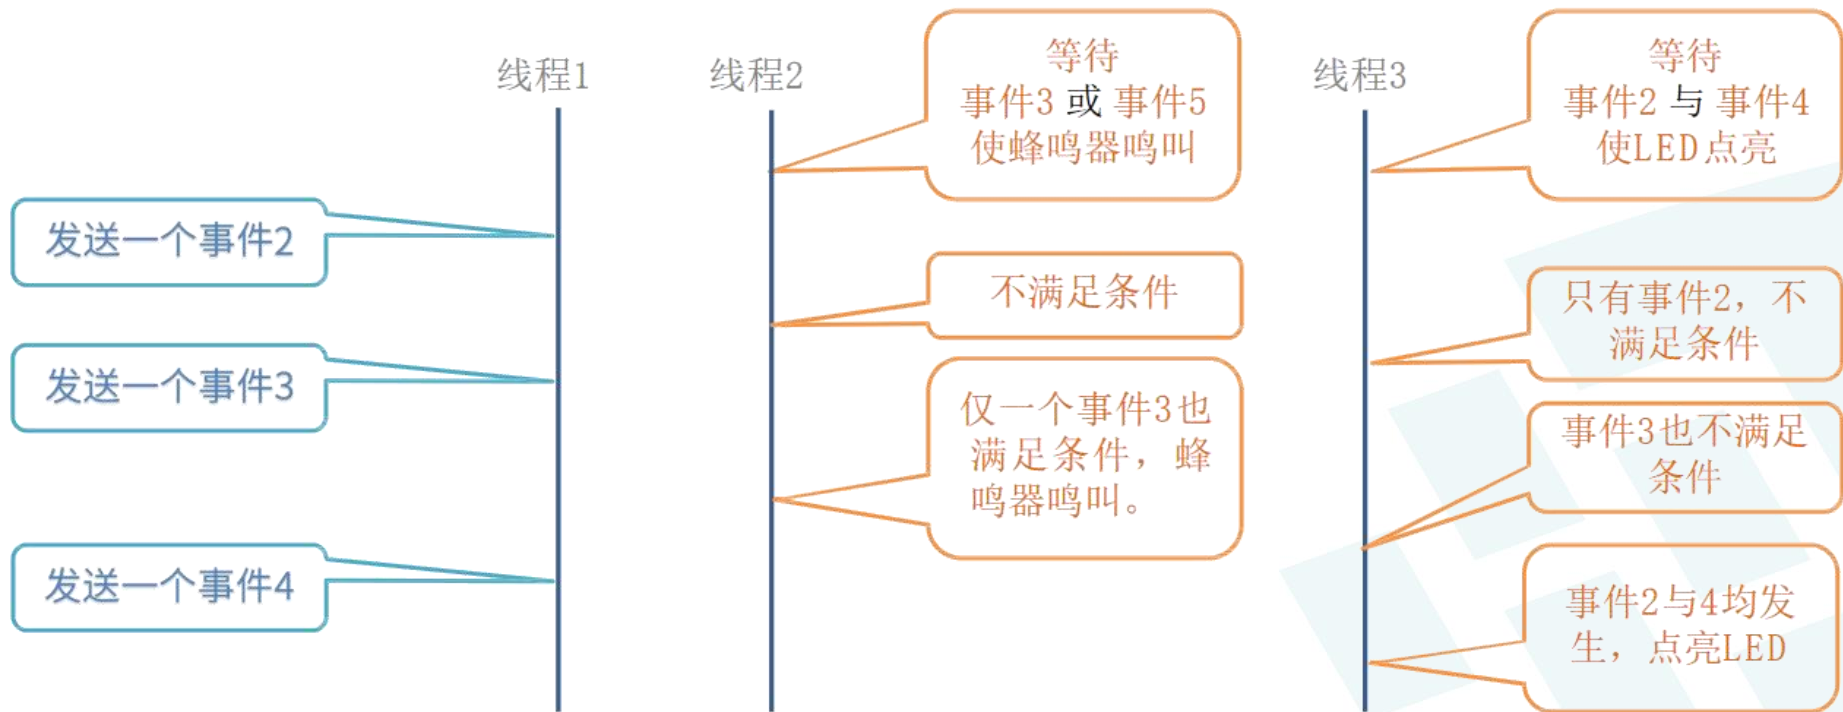 线程1
发送一个事件2
发送一个事件3
发送一个事件4
线程2
等待
事件3 或 事件5
使蜂鸣器鸣叫
不满足条件
仅一个事件3也
满足条件，蜂
鸣器鸣叫。
线程3
等待
事件2 与 事件4
使LED点亮
只有事件2，不
满足条件
事件3也不满足
条件
事件2与4均发
生，点亮LED